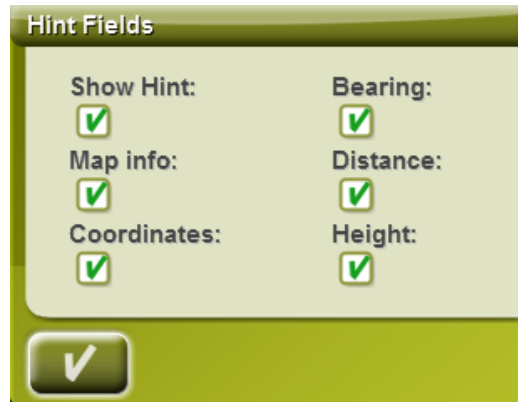 Hint Fields
Show Hint: Bearing:
Map info: Distance:
Coordinates: Height: